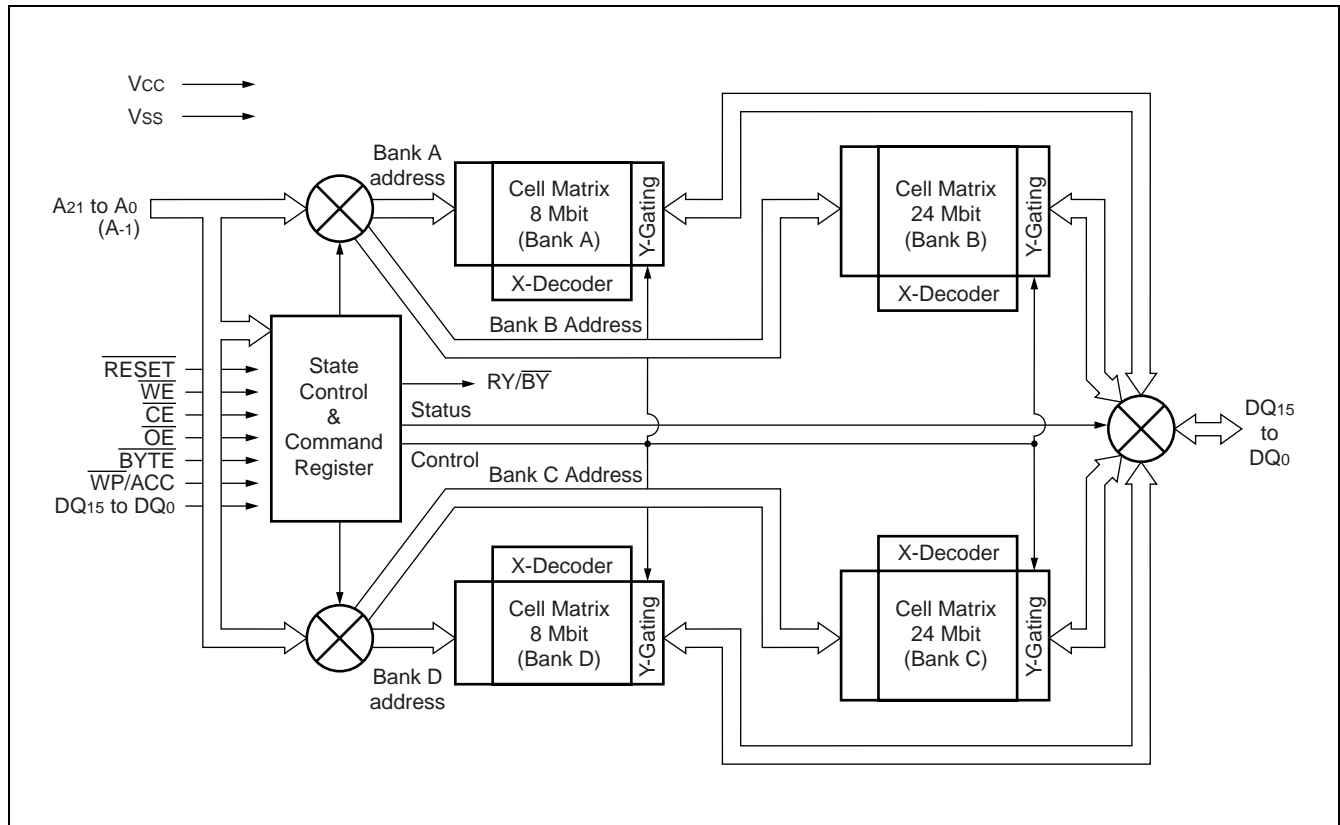 VCC
VSS
A21 to A0
(A-1)
RESET
WE
CE
OE
BYTE
WP/ACC
DQ15 to DQ0
State
Control
&
Command
Register
RY/BY
Status
Control
Bank A
address
Cell Matrix
8 Mbit
(Bank A)
Y-Gating
X-Decoder
Bank B Address
Cell Matrix
24 Mbit
(Bank B)
Y-Gating
X-Decoder
Bank C Address
X-Decoder
Cell Matrix
8 Mbit
(Bank D)
Y-Gating
Bank D
address
X-Decoder
Cell Matrix
24 Mbit
(Bank C)
Y-Gating
DQ15
to
DQ0